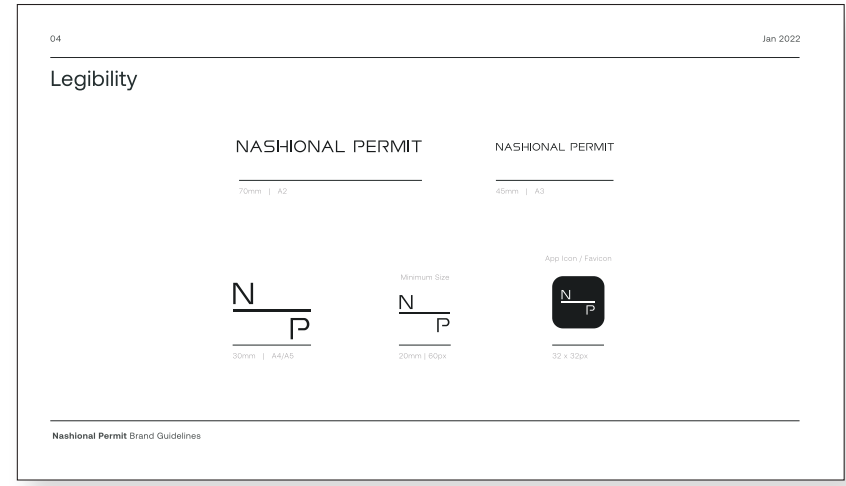 04
Jan 2022
Legibility
NASHIONAL PERMIT
NASHIONAL PERMIT
70mm | A2
45mm | A3
App Icon / Favicon
Minimum Size
N
P
N
P
N
P
30mm | A4/A5
20mm | 60px
32 x 32px
Nashional Permit Brand Guidelines